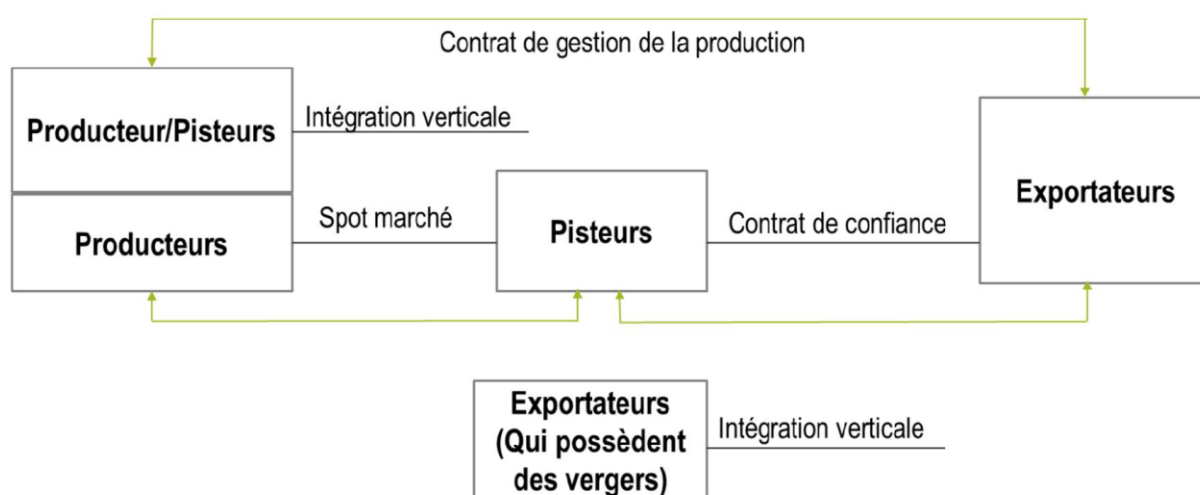 Contrat de gestion de la production
Producteur/Pisteurs
Intégration verticale
Exportateurs
Producteurs
Spot marché
Pisteurs
Contrat de confiance
Exportateurs
(Qui possèdent
des vergers)
Intégration verticale